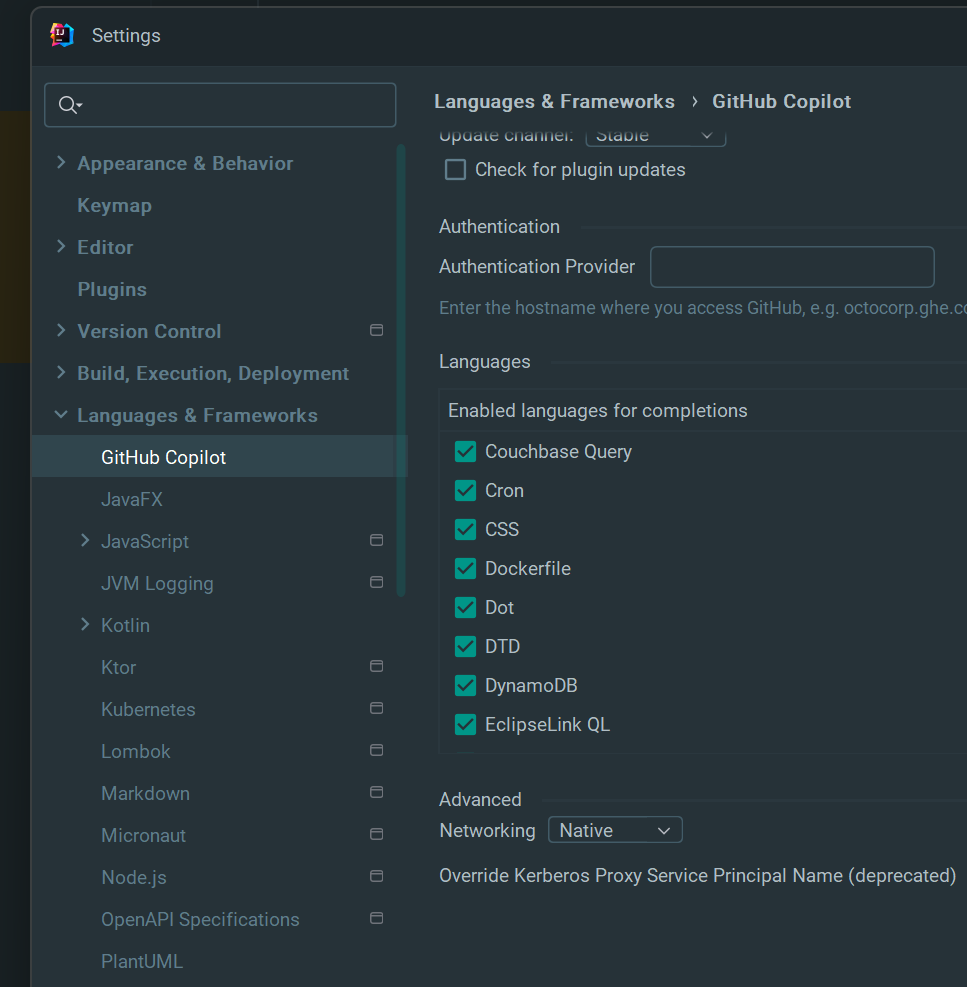 Settings
Appearance & Behavior
Keymap
Editor
Plugins
Version Control
Build, Execution, Deployment
Languages & Frameworks
GitHub Copilot
JavaFX
JavaScript
JVM Logging
Kotlin
Ktor
Kubernetes
Lombok
Markdown
Micronaut
Node.js
OpenAPI Specifications
PlantUML
Languages & Frameworks › GitHub Copilot
Update channel: Stable
Check for plugin updates
Authentication
Authentication Provider
Enter the hostname where you access GitHub, e.g. octocorp.ghe.co
Languages
Enabled languages for completions
Couchbase Query
Cron
CSS
Dockerfile
Dot
DTD
DynamoDB
EclipseLink QL
Advanced
Networking Native
Override Kerberos Proxy Service Principal Name (deprecated)